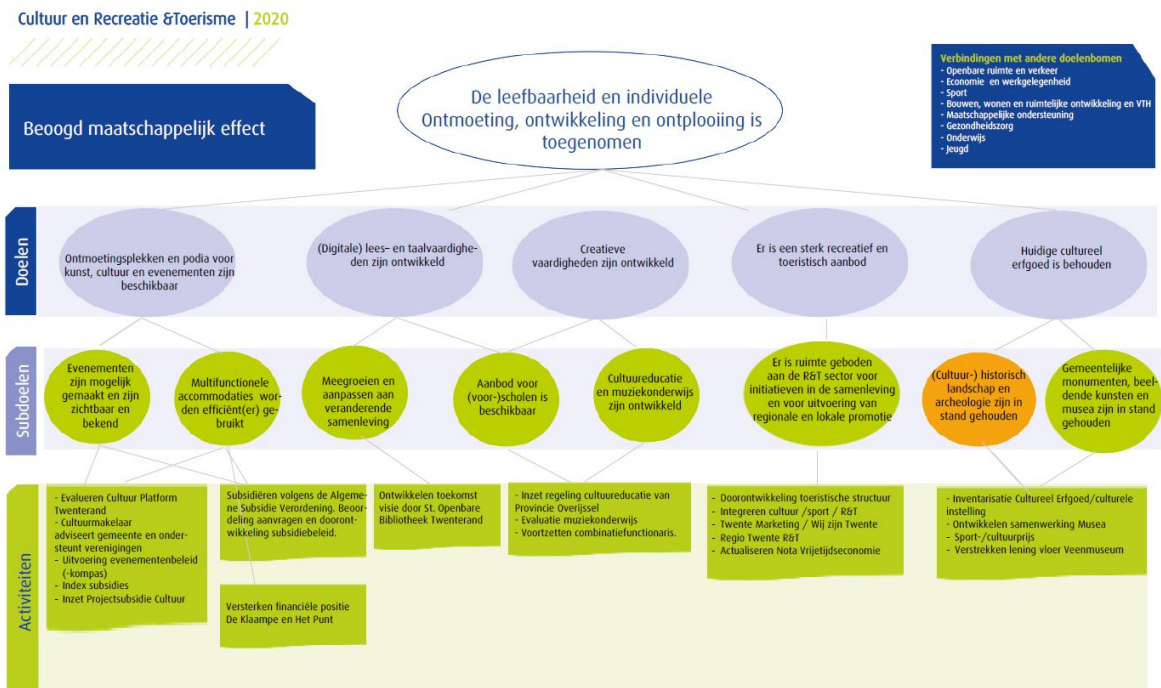 Cultuur en Recreatie &Toerisme | 2020
Beoogd maatschappelijk effect
De leefbaarheid en individuele
Ontmoeting, ontwikkeling en ontplooiing is
toegenomen
Verbindingen met andere doelenbomen
- Openbare ruimte en verkeer
- Economie en werkgelegenheid
- Sport
- Bouwen, wonen en ruimtelijke ontwikkeling en VTH
- Maatschappelijke ondersteuning
- Gezondheidszorg
- Onderwijs
- Jeugd
Doelen
Ontmoetingsplekken en podia voor
kunst, cultuur en evenementen zijn
beschikbaar
(Digitale) lees– en taalvaardighe-
den zijn ontwikkeld
Creatieve
vaardigheden zijn ontwikkeld
Er is een sterk recreatief en
toeristisch aanbod
Huidige cultureel
erfgoed is behouden
Subdoelen
Evenementen
zijn mogelijk
gemaakt en zijn
zichtbaar en
bekend
Multifunctionele
accommodaties wor-
den efficiënt(er) ge-
bruikt
Meegroeien en
aanpassen aan
veranderende
samenleving
Aanbod voor
(voor-)scholen is
beschikbaar
Cultuureducatie
en muziekonderwijs
zijn ontwikkeld
Er is ruimte geboden
aan de R&T sector voor
initiatieven in de samenleving
en voor uitvoering van
regionale en lokale promotie
(Cultuur-) historisch
landschap en
archeologie zijn in
stand gehouden
Gemeentelijke
monumenten, beel-
dende kunsten en
musea zijn in stand
gehouden
Activiteiten
- Evalueren Cultuur Platform
Twenterand
- Cultuurmakelaar
adviseert gemeente en onder-
steunt verenigingen
- Uitvoering evenementenbeleid
(-kompas)
- Index subsidies
- Inzet Projectsubsidie Cultuur
Subsidiëren volgens de Algeme-
ne Subsidie Verordening. Beoor-
deling aanvragen en dooront-
wikkeling subsidiebeleid.
Versterken financiële positie
De Klaampe en Het Punt
Ontwikkelen toekomst
visie door St. Openbare
Bibliotheek Twenterand
- Inzet regeling cultuureducatie van
Provincie Overijssel
- Evaluatie muziekonderwijs
- Voortzetten combinatiefunctionaris.
- Doorontwikkeling toeristische structuur
- Integreren cultuur /sport / R&T
- Twente Marketing / Wij zijn Twente
- Regio Twente R&T
- Actualiseren Nota Vrijetijdseconomie
- Inventarisatie Cultureel Erfgoed/culturele
instelling
- Ontwikkelen samenwerking Musea
- Sport-/cultuurprijs
- Verstrekken lening vloer Veenmuseum